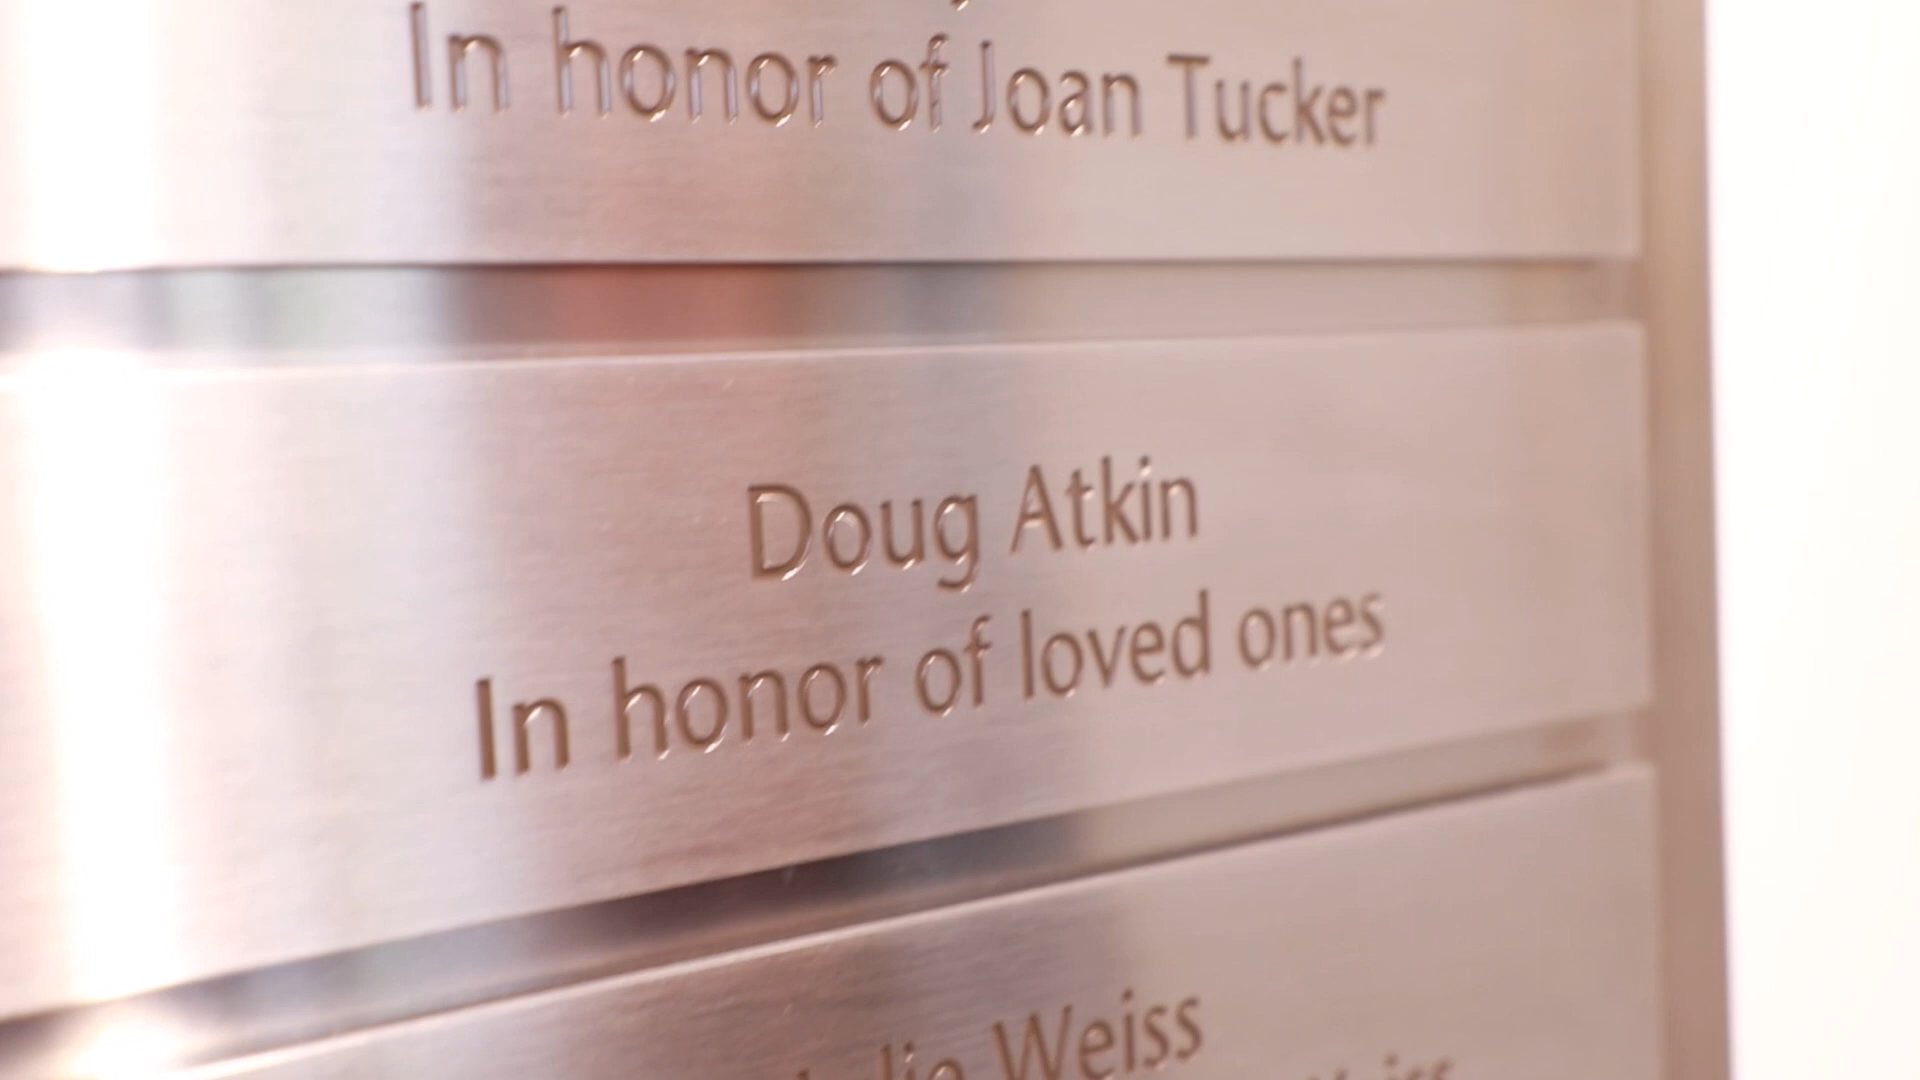 In honor of Joan Tucker
Doug Atkin
In honor of loved ones
Weiss